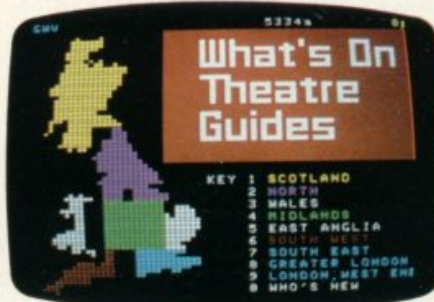 GWV 5334a
What's On
Theatre
Guides
KEY 1 SCOTLAND
2 NORTH
3 WALES
4 MIDLANDS
5 EAST ANGLIA
6 SOUTH WEST
7 SOUTH EAST
8 GREATER LONDON
9 LONDON, WEST END
0 WHO'S NEW